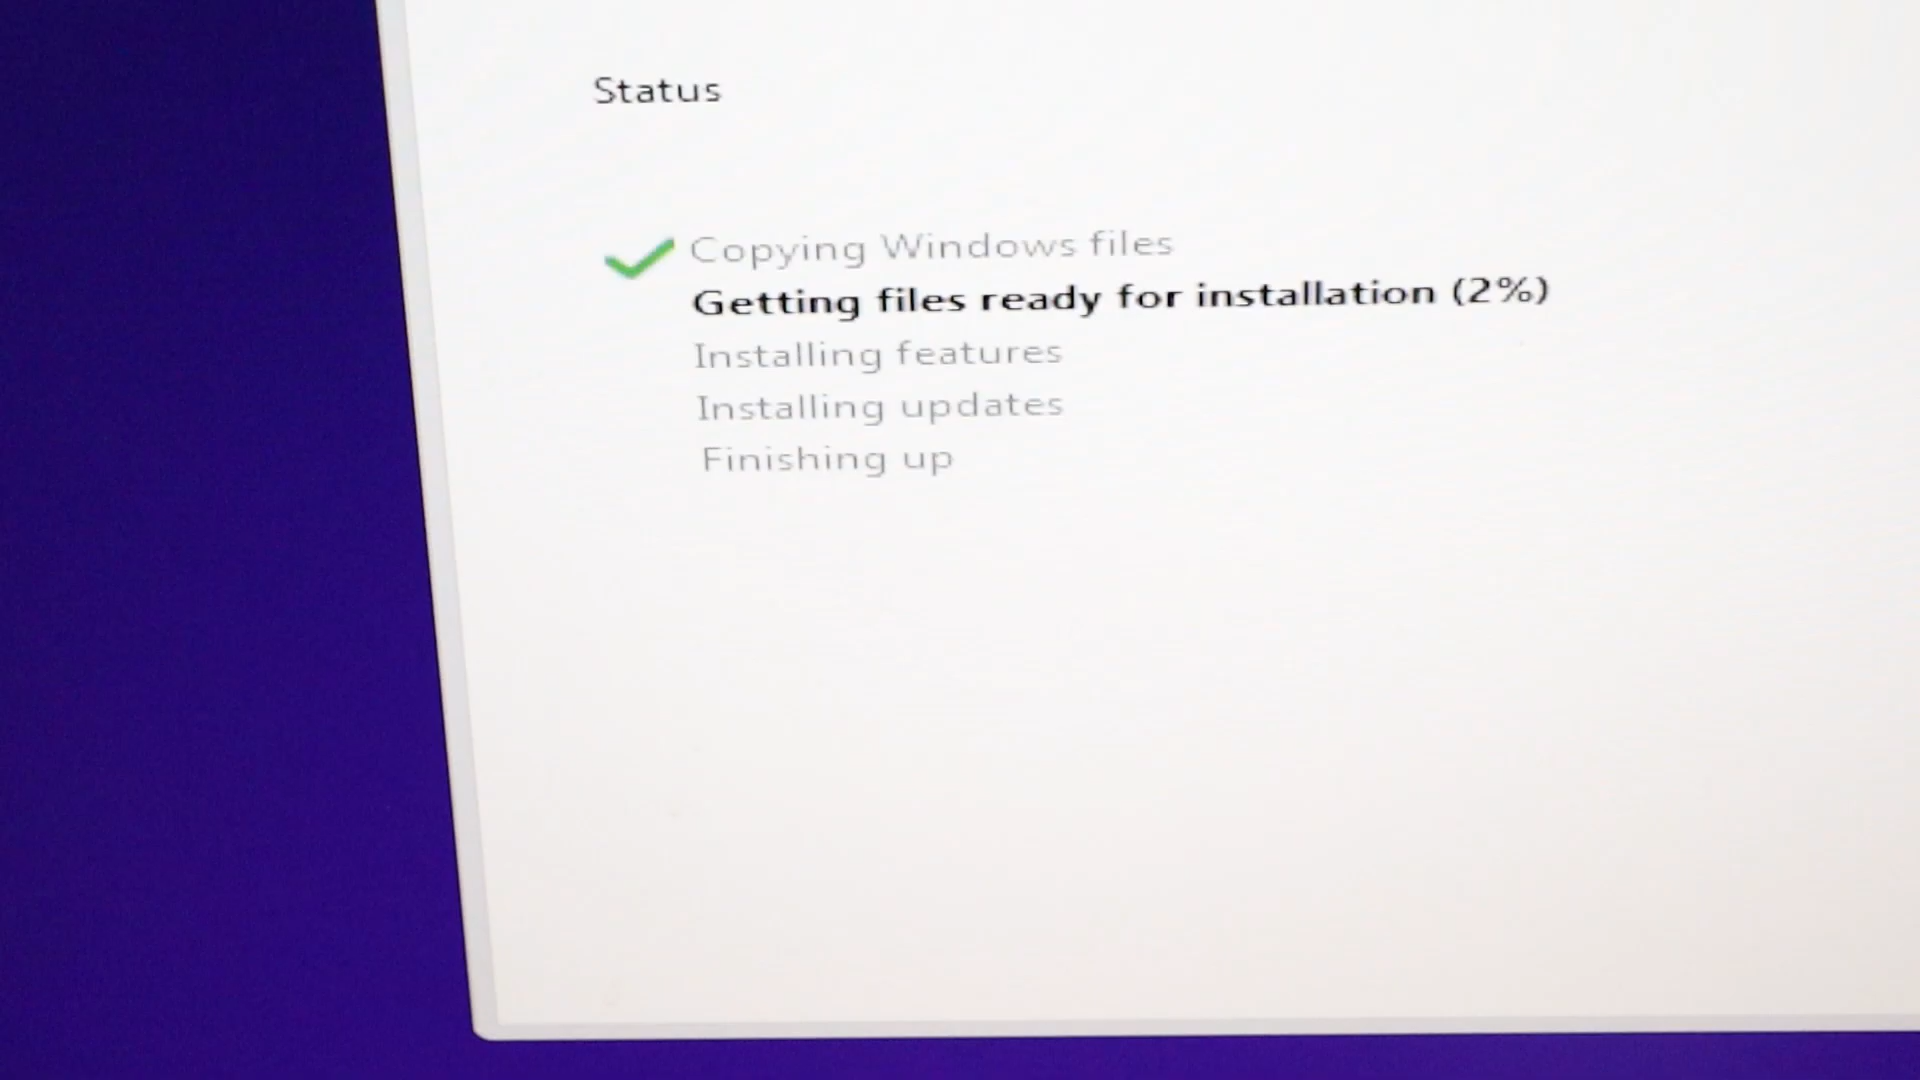 Status
Copying Windows files
Getting files ready for installation (2%)
Installing features
Installing updates
Finishing up